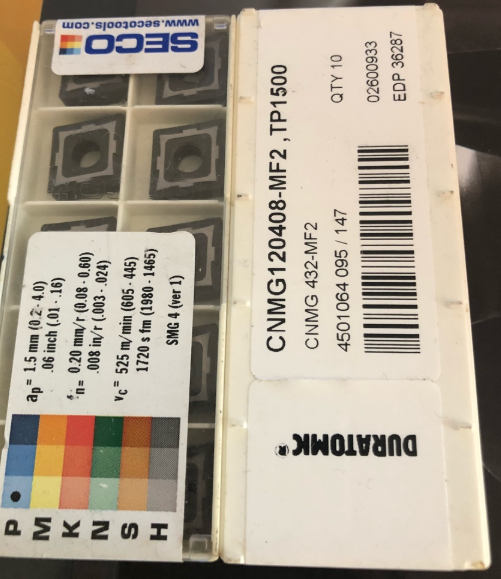 SECO
www.secotools.com
ap = 1.5 mm (0.2 - 4.0)
.06 inch (.01 - .16)
fn = 0.20 mm/r (0.08 - 0.60)
.008 in/r (.003 - .024)
vc = 525 m/min (605 - 445)
1720 s fm (1980 - 1465)
SMG 4 (ver 1)
P
M
K
N
S
H
CNMG120408-MF2 ,TP1500
CNMG 432-MF2
QTY 10
4501064 095 / 147
02600933
EDP 36287
DURATOMIC